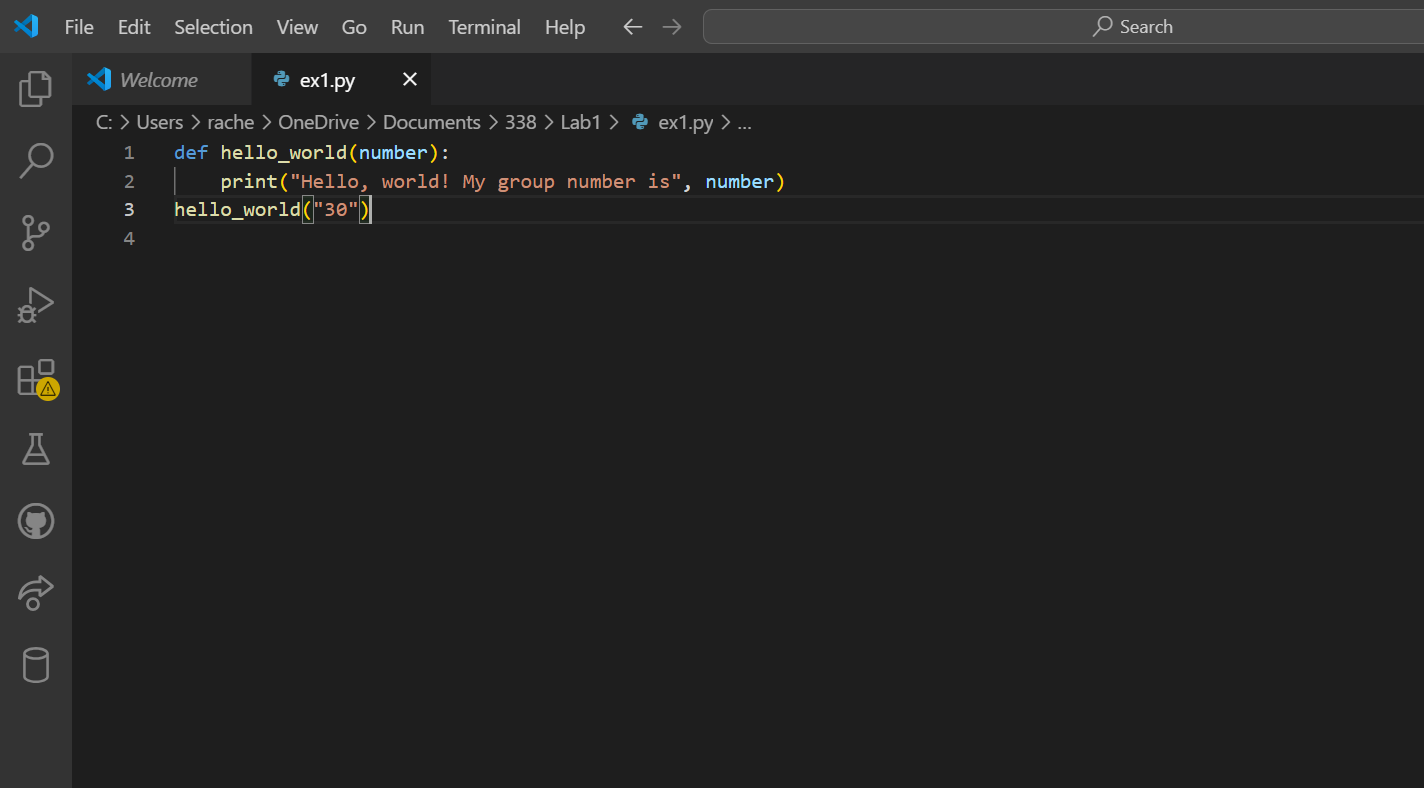 File Edit Selection View Go Run Terminal Help Search
Welcome ex1.py
C: > Users > rache > OneDrive > Documents > 338 > Lab1 > ex1.py > ...
1 def hello_world(number):
2     print("Hello, world! My group number is", number)
3 hello_world("30")
4